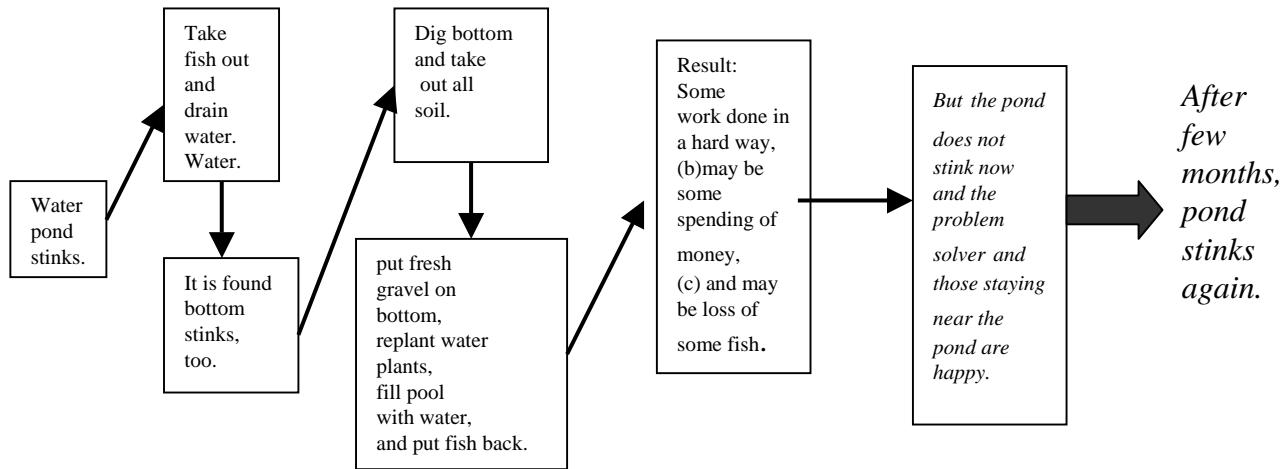 Water
pond
stinks.
Take
fish out
and
drain
water.
Water.
It is found
bottom
stinks,
too.
Dig bottom
and take
out all
soil.
put fresh
gravel on
bottom,
replant water
plants,
fill pool
with water,
and put fish back.
Result:
Some
work done in
a hard way,
(b)may be
some
spending of
money,
(c) and may
be loss of
some fish.
But the pond
does not
stink now
and the
problem
solver and
those staying
near the
pond are
happy.
After
few
months,
pond
stinks
again.